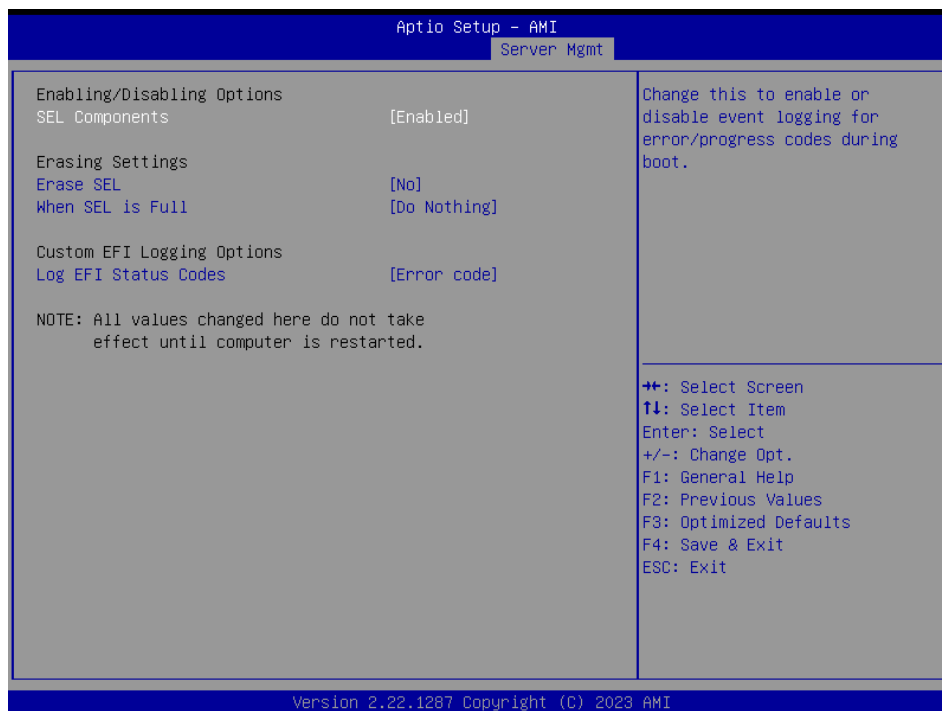 Aptio Setup – AMI
Server Mgmt
Enabling/Disabling Options
SEL Components [Enabled]
Erasing Settings
Erase SEL [No]
When SEL is Full [Do Nothing]
Custom EFI Logging Options
Log EFI Status Codes [Error code]
NOTE: All values changed here do not take
effect until computer is restarted.
Change this to enable or
disable event logging for
error/progress codes during
boot.
→←: Select Screen
↑↓: Select Item
Enter: Select
+/-: Change Opt.
F1: General Help
F2: Previous Values
F3: Optimized Defaults
F4: Save & Exit
ESC: Exit
Version 2.22.1287 Copyright (C) 2023 AMI